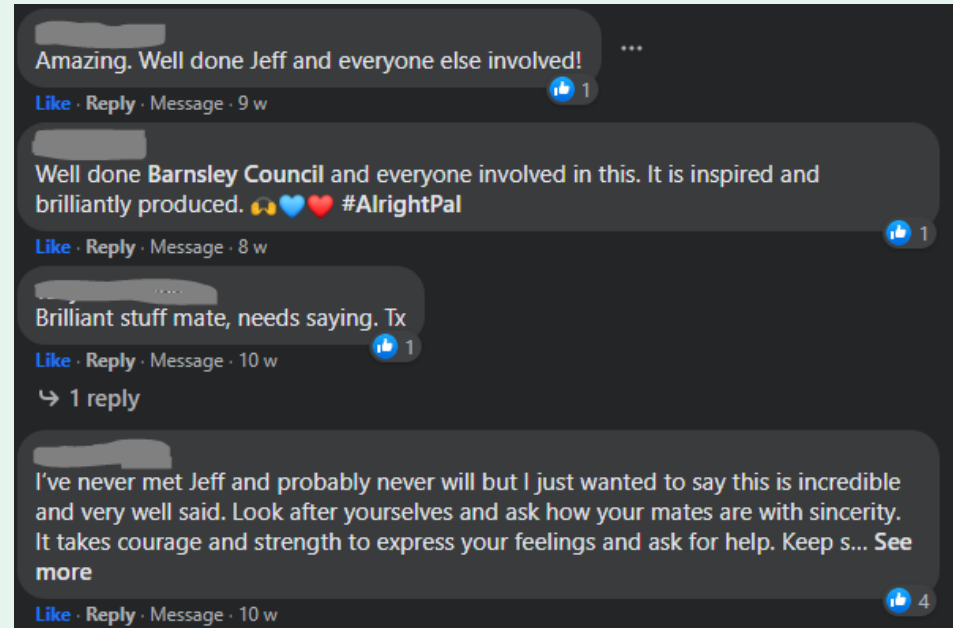 Amazing. Well done Jeff and everyone else involved!
1
Like · Reply · Message · 9 w
Well done Barnsley Council and everyone involved in this. It is inspired and
brilliantly produced. 🙌💙❤️ #AlrightPal
1
Like · Reply · Message · 8 w
Brilliant stuff mate, needs saying. Tx
1
Like · Reply · Message · 10 w
1 reply
I've never met Jeff and probably never will but I just wanted to say this is incredible
and very well said. Look after yourselves and ask how your mates are with sincerity.
It takes courage and strength to express your feelings and ask for help. Keep s... See
more
4
Like · Reply · Message · 10 w